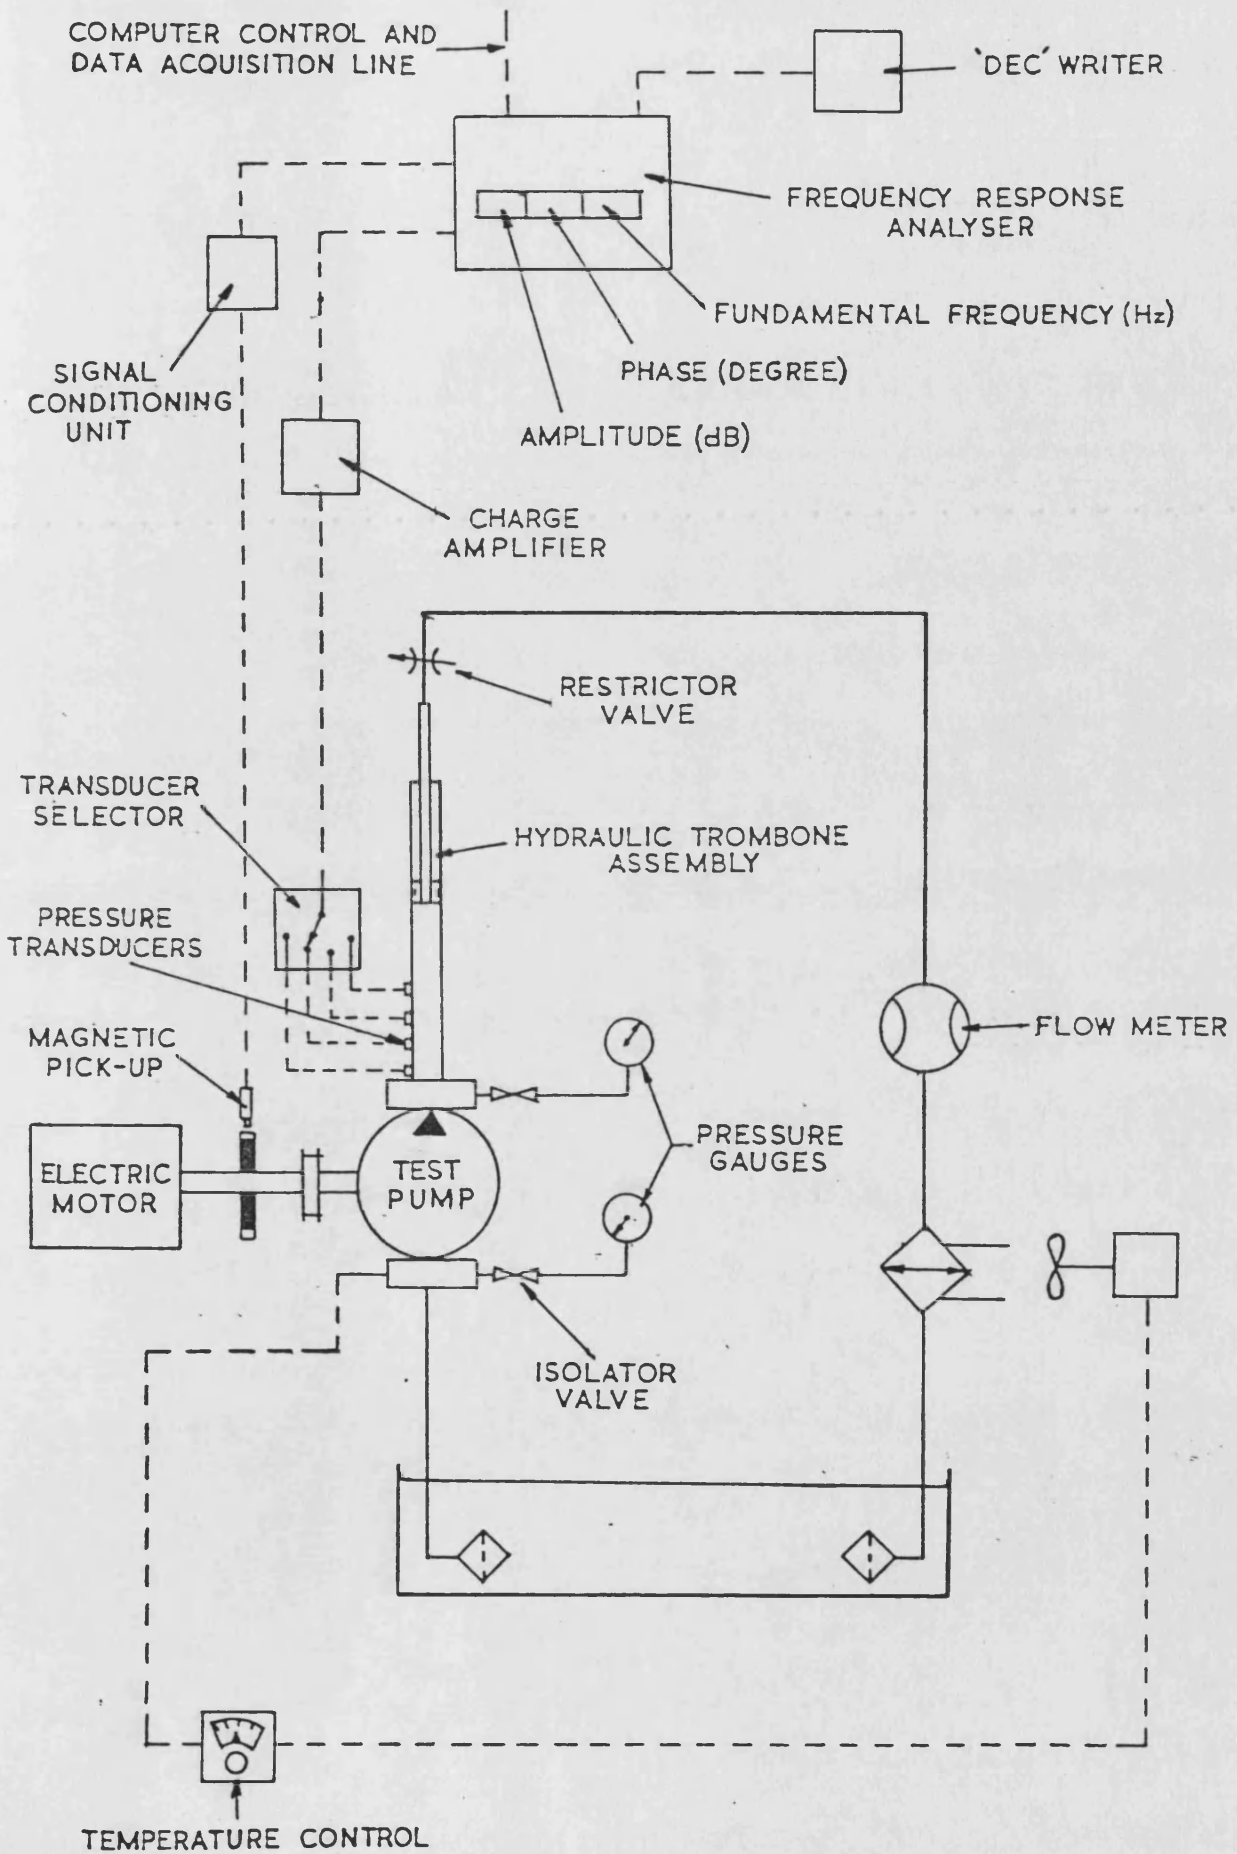 COMPUTER CONTROL AND
DATA ACQUISITION LINE
'DEC' WRITER
FREQUENCY RESPONSE
ANALYSER
FUNDAMENTAL FREQUENCY (Hz)
PHASE (DEGREE)
AMPLITUDE (dB)
SIGNAL
CONDITIONING
UNIT
CHARGE
AMPLIFIER
RESTRICTOR
VALVE
TRANSDUCER
SELECTOR
HYDRAULIC TROMBONE
ASSEMBLY
PRESSURE
TRANSDUCERS
MAGNETIC
PICK-UP
FLOW METER
ELECTRIC
MOTOR
TEST
PUMP
PRESSURE
GAUGES
ISOLATOR
VALVE
TEMPERATURE CONTROL